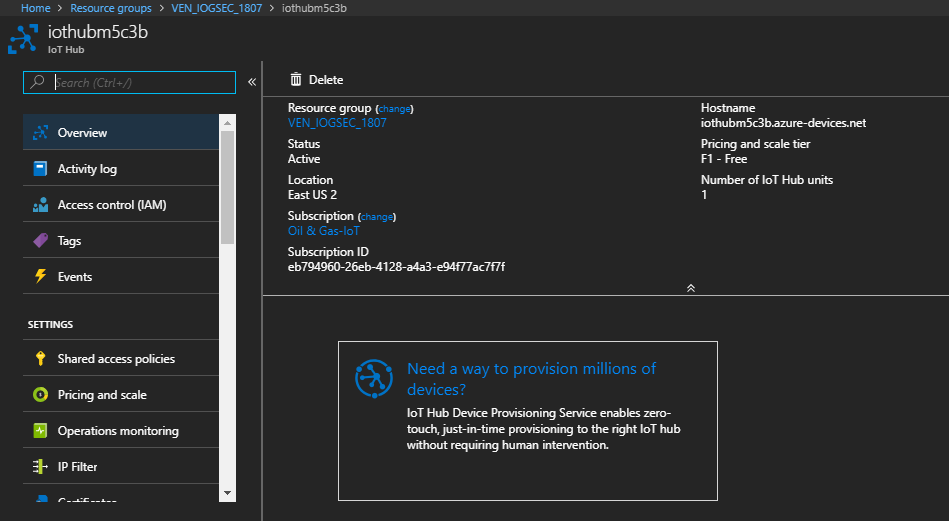 Home > Resource groups > VEN_IOGSEC_1807 > iothubm5c3b
iothubm5c3b
IoT Hub
Search (Ctrl+/)
«
Overview
Activity log
Access control (IAM)
Tags
Events
SETTINGS
Shared access policies
Pricing and scale
Operations monitoring
IP Filter
Certificates
Delete
Resource group (change)
VEN_IOGSEC_1807
Status
Active
Location
East US 2
Subscription (change)
Oil & Gas-IoT
Subscription ID
eb794960-26eb-4128-a4a3-e94f77ac7f7f
Hostname
iothubm5c3b.azure-devices.net
Pricing and scale tier
F1 - Free
Number of IoT Hub units
1
Need a way to provision millions of
devices?
IoT Hub Device Provisioning Service enables zero-
touch, just-in-time provisioning to the right IoT hub
without requiring human intervention.